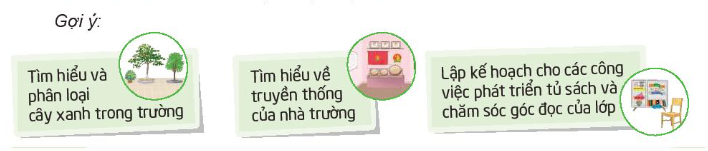 Gợi ý:
Tìm hiểu và
phân loại
cây xanh trong trường
Tìm hiểu về
truyền thống
của nhà trường
Lập kế hoạch cho các công
việc phát triển tủ sách và
chăm sóc góc đọc của lớp